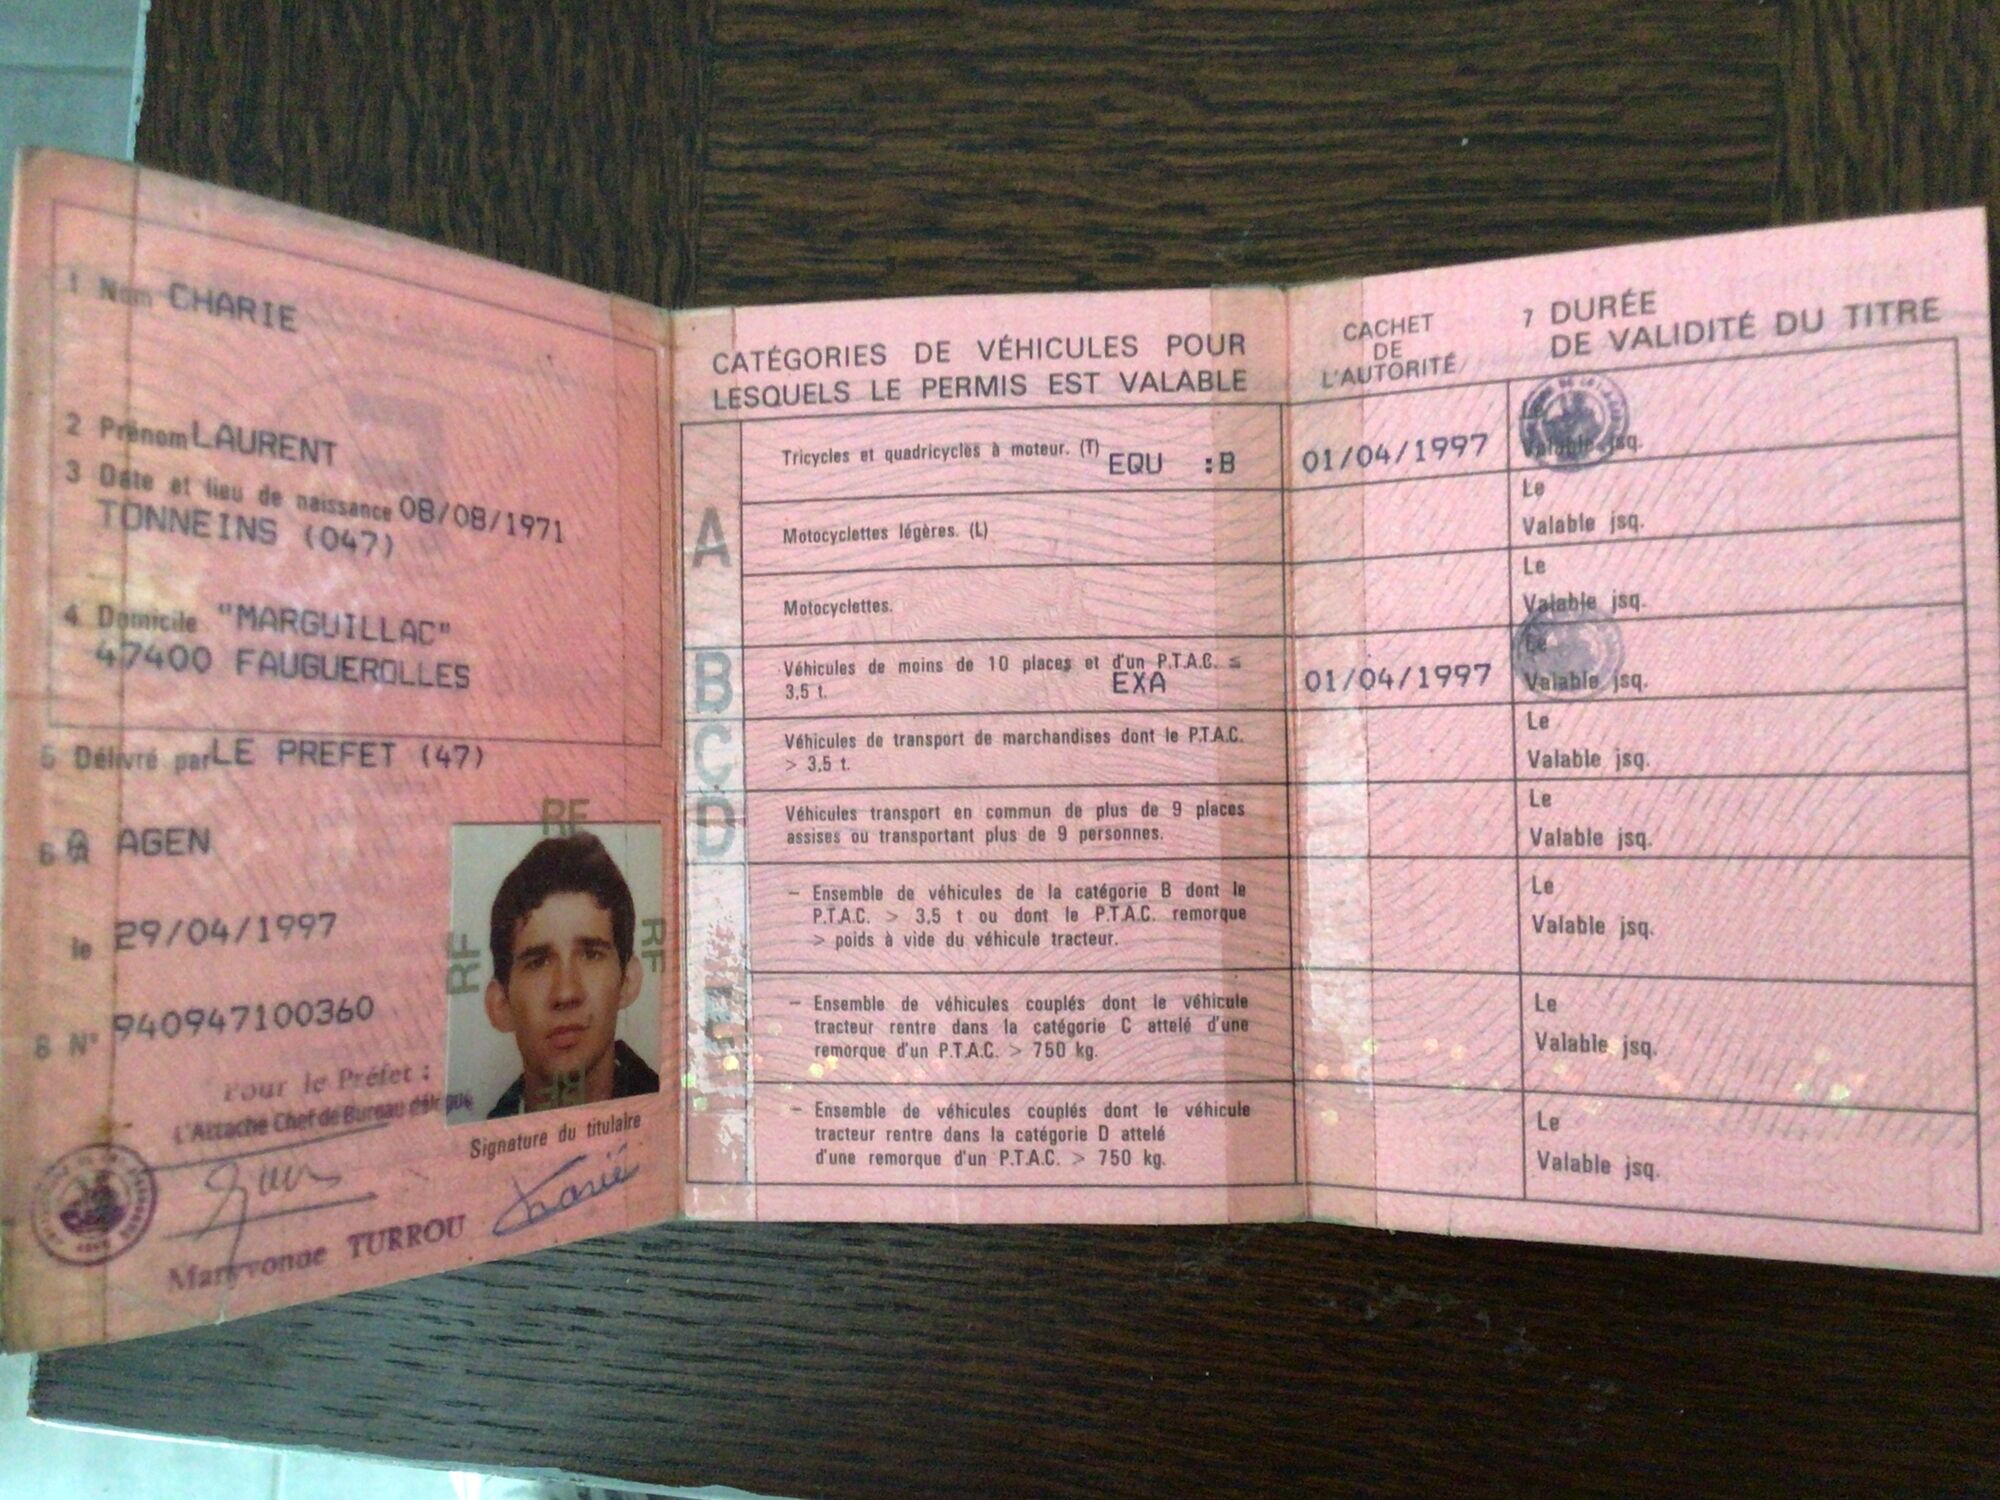 1 Nom CHARIE
2 Prénom LAURENT
3 Date et lieu de naissance 08/08/1971
TONNEINS (047)
4 Domicile "MARGUILLAC"
47400 FAUGUEROLLES
5 Délivré par LE PREFET (47)
6 A AGEN
le 29/04/1997
8 N° 940947100360
Pour le Préfet :
L'Attache Chef de Bureau délégué
Maryvonne TURROU
RF
RF
RF
RF
Signature du titulaire
Charié
CATÉGORIES DE VÉHICULES POUR
LESQUELS LE PERMIS EST VALABLE
CACHET
DE
L'AUTORITÉ
7 DURÉE
DE VALIDITÉ DU TITRE
A
Tricycles et quadricycles à moteur. (T) EQU :B
01/04/1997
Valable jsq.
Motocyclettes légères. (L)
Le
Valable jsq.
Motocyclettes.
Le
Valable jsq.
B
Véhicules de moins de 10 places et d'un P.T.A.C. ≤
3,5 t. EXA
01/04/1997
Le
Valable jsq.
C
Véhicules de transport de marchandises dont le P.T.A.C.
> 3,5 t.
Le
Valable jsq.
D
Véhicules transport en commun de plus de 9 places
assises ou transportant plus de 9 personnes.
Le
Valable jsq.
– Ensemble de véhicules de la catégorie B dont le
P.T.A.C. > 3,5 t ou dont le P.T.A.C. remorque
> poids à vide du véhicule tracteur.
Le
Valable jsq.
– Ensemble de véhicules couplés dont le véhicule
tracteur rentre dans la catégorie C attelé d'une
remorque d'un P.T.A.C. > 750 kg.
Le
Valable jsq.
– Ensemble de véhicules couplés dont le véhicule
tracteur rentre dans la catégorie D attelé
d'une remorque d'un P.T.A.C. > 750 kg.
Le
Valable jsq.